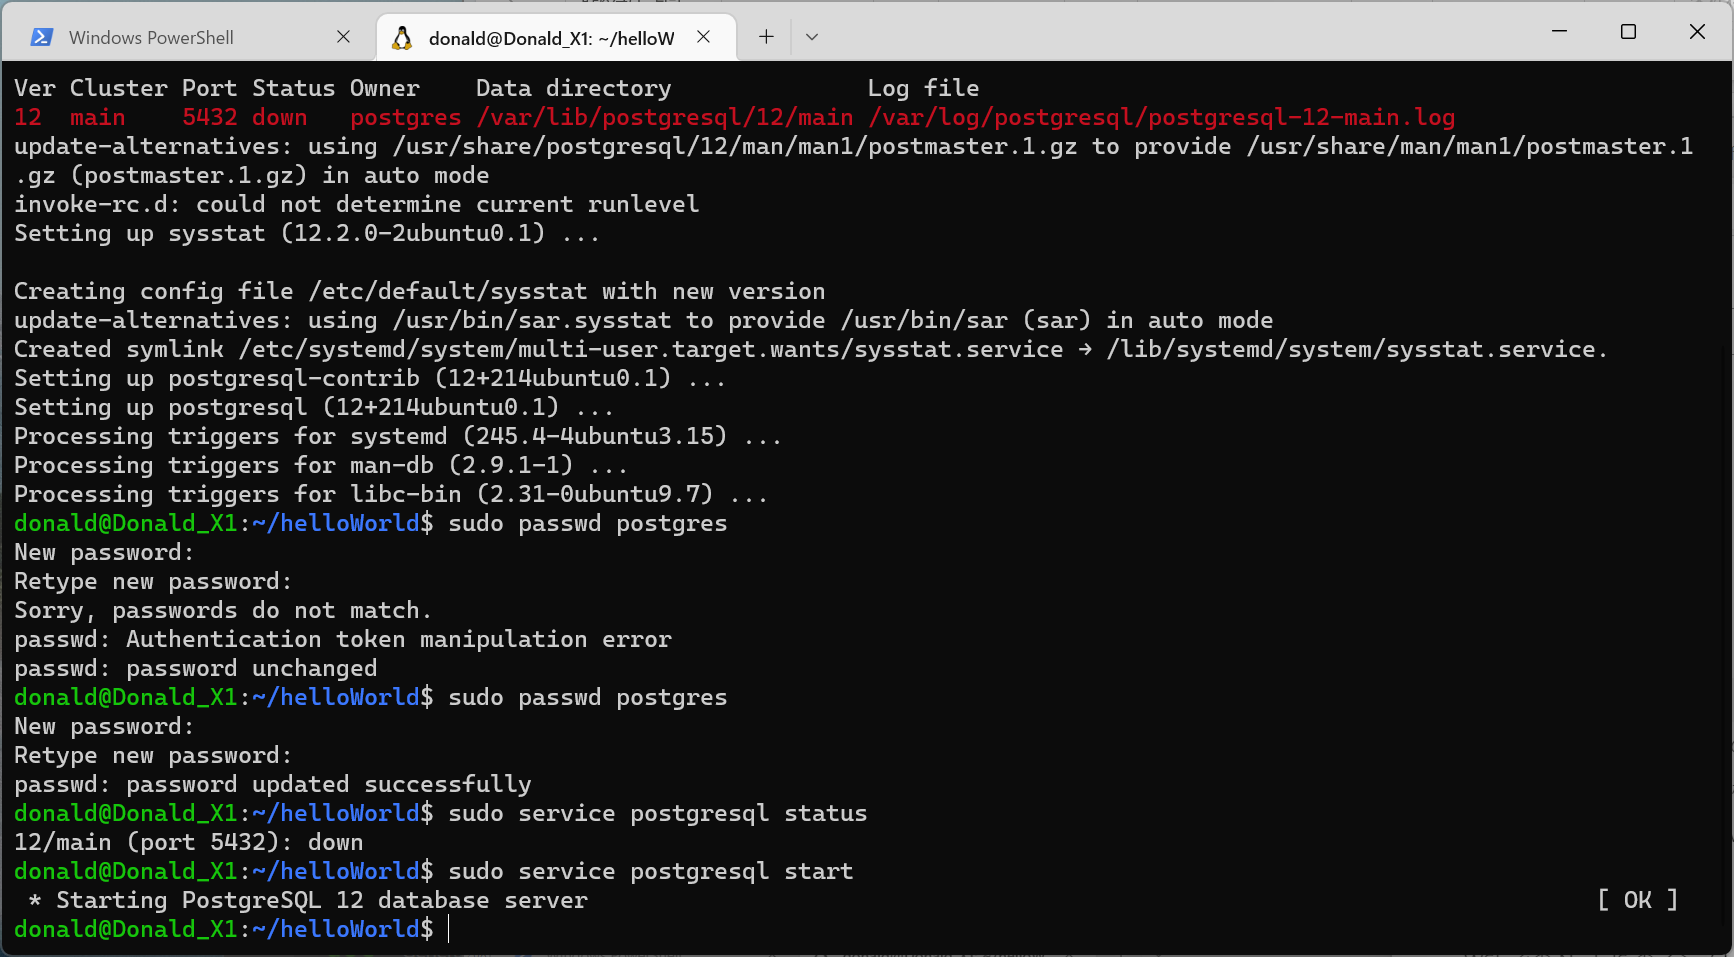 Windows PowerShell
donald@Donald_X1: ~/helloW
Ver Cluster Port Status Owner    Data directory              Log file
12  main    5432 down   postgres /var/lib/postgresql/12/main /var/log/postgresql/postgresql-12-main.log
update-alternatives: using /usr/share/postgresql/12/man/man1/postmaster.1.gz to provide /usr/share/man/man1/postmaster.1
.gz (postmaster.1.gz) in auto mode
invoke-rc.d: could not determine current runlevel
Setting up sysstat (12.2.0-2ubuntu0.1) ...
Creating config file /etc/default/sysstat with new version
update-alternatives: using /usr/bin/sar.sysstat to provide /usr/bin/sar (sar) in auto mode
Created symlink /etc/systemd/system/multi-user.target.wants/sysstat.service → /lib/systemd/system/sysstat.service.
Setting up postgresql-contrib (12+214ubuntu0.1) ...
Setting up postgresql (12+214ubuntu0.1) ...
Processing triggers for systemd (245.4-4ubuntu3.15) ...
Processing triggers for man-db (2.9.1-1) ...
Processing triggers for libc-bin (2.31-0ubuntu9.7) ...
donald@Donald_X1:~/helloWorld$ sudo passwd postgres
New password:
Retype new password:
Sorry, passwords do not match.
passwd: Authentication token manipulation error
passwd: password unchanged
donald@Donald_X1:~/helloWorld$ sudo passwd postgres
New password:
Retype new password:
passwd: password updated successfully
donald@Donald_X1:~/helloWorld$ sudo service postgresql status
12/main (port 5432): down
donald@Donald_X1:~/helloWorld$ sudo service postgresql start
 * Starting PostgreSQL 12 database server                                                                        [ OK ]
donald@Donald_X1:~/helloWorld$